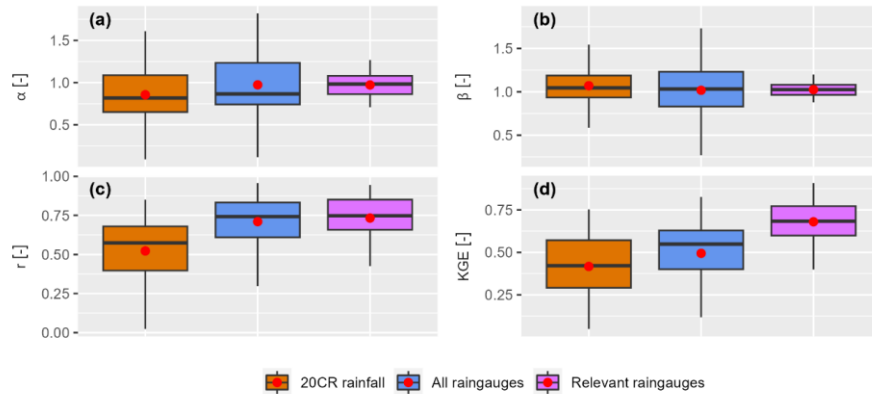 (a)
α [-]
1.5
1.0
0.5
(b)
β [-]
1.5
1.0
0.5
(c)
r [-]
1.00
0.75
0.50
0.25
0.00
(d)
KGE [-]
0.75
0.50
0.25
20CR rainfall All raingauges Relevant raingauges